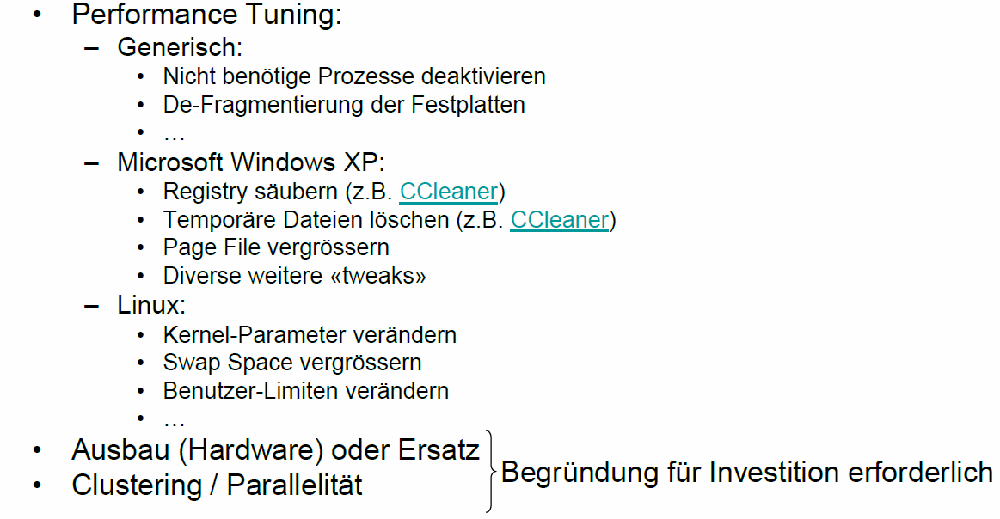 • Performance Tuning:
– Generisch:
• Nicht benötige Prozesse deaktivieren
• De-Fragmentierung der Festplatten
• …
– Microsoft Windows XP:
• Registry säubern (z.B. CCleaner)
• Temporäre Dateien löschen (z.B. CCleaner)
• Page File vergrössern
• Diverse weitere «tweaks»
– Linux:
• Kernel-Parameter verändern
• Swap Space vergrössern
• Benutzer-Limiten verändern
• …
• Ausbau (Hardware) oder Ersatz
• Clustering / Parallelität
Begründung für Investition erforderlich